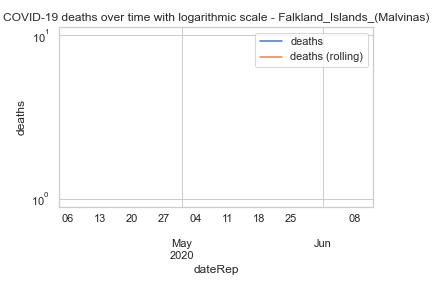 COVID-19 deaths over time with logarithmic scale - Falkland_Islands_(Malvinas)
10¹
deaths
deaths (rolling)
deaths
10⁰
06 13 20 27 04 11 18 25 08
May Jun
2020
dateRep